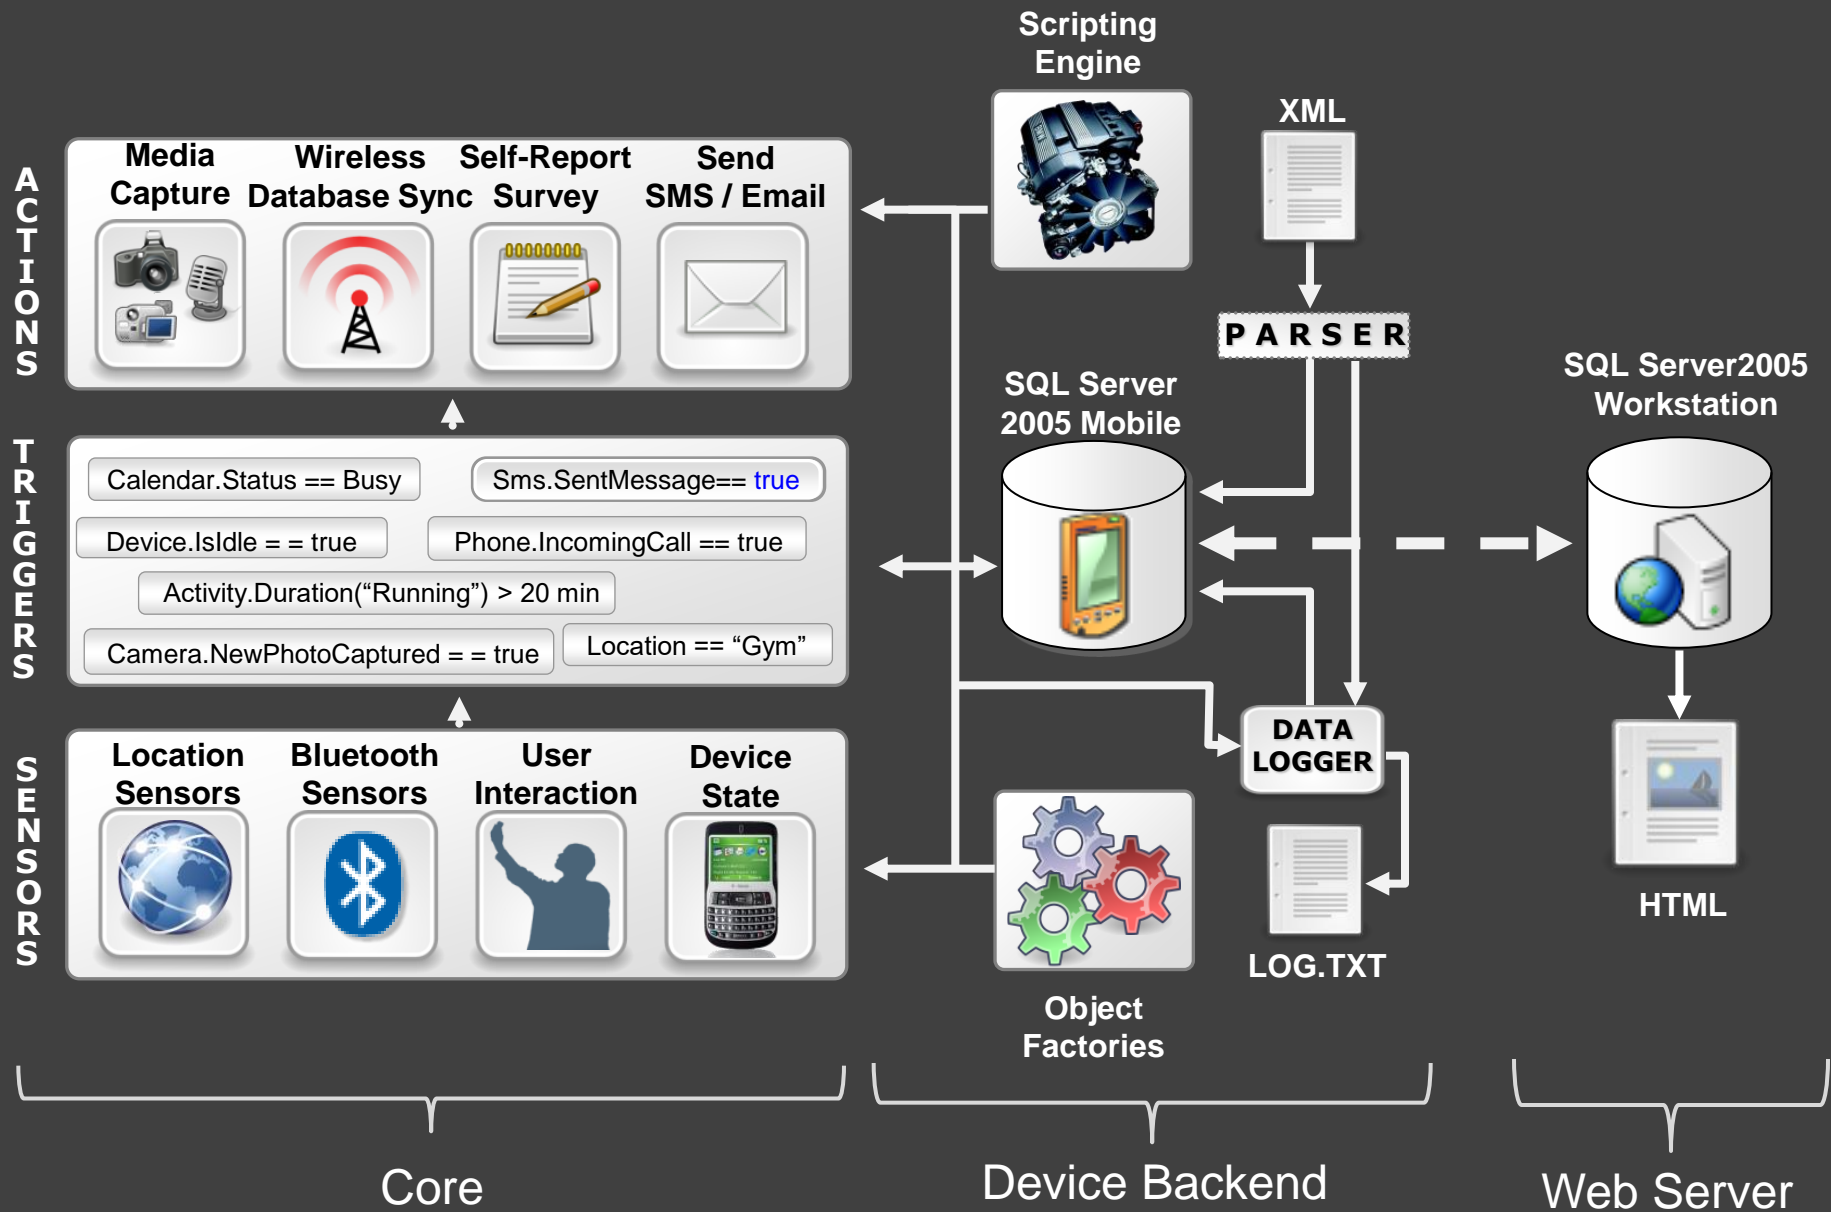 Scripting
Engine
XML
ACTIONS
Media
Capture
Wireless
Database Sync
Self-Report
Survey
Send
SMS / Email
PARSER
SQL Server
2005 Mobile
SQL Server2005
Workstation
TRIGGERS
Calendar.Status == Busy
Sms.SentMessage== true
Device.IsIdle = = true
Phone.IncomingCall == true
Activity.Duration(“Running”) > 20 min
Camera.NewPhotoCaptured = = true
Location == “Gym”
SENSORS
Location
Sensors
Bluetooth
Sensors
User
Interaction
Device
State
DATA
LOGGER
LOG.TXT
HTML
Object
Factories
Core
Device Backend
Web Server